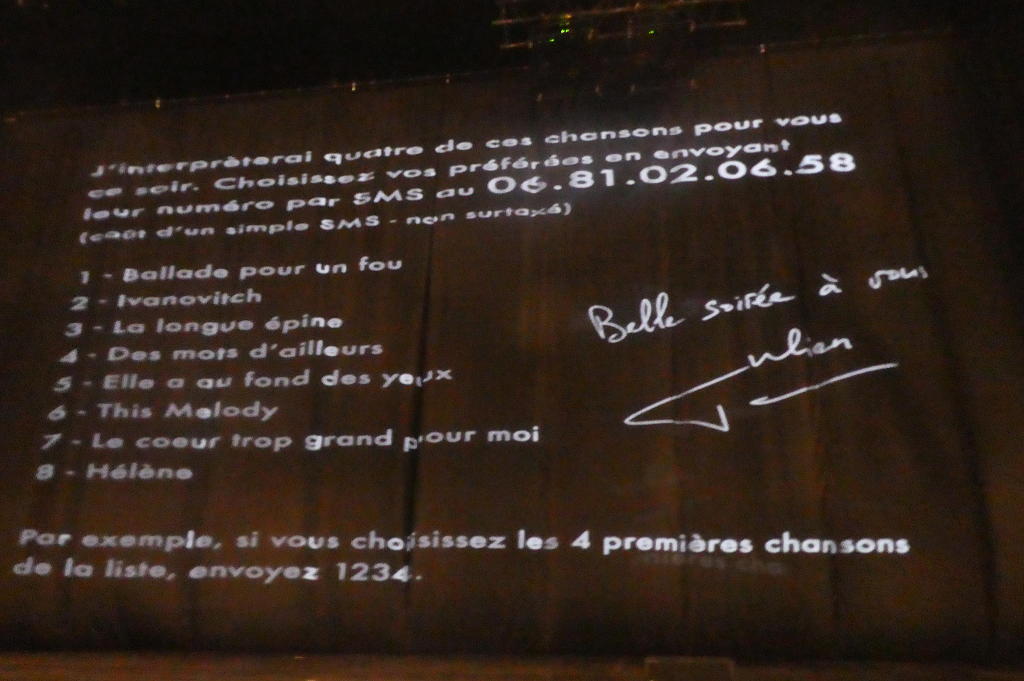 J'interprèterai quatre de ces chansons pour vous
ce soir. Choisissez vos préférées en envoyant
leur numéro par SMS au 06.81.02.06.58
(coût d'un simple SMS - non surtaxé)
1 - Ballade pour un fou
2 - Ivanovitch
3 - La longue épine
4 - Des mots d'ailleurs
5 - Elle a au fond des yeux
6 - This Melody
7 - Le coeur trop grand pour moi
8 - Hélène
Belle soirée à vous
Julien
Par exemple, si vous choisissez les 4 premières chansons
de la liste, envoyez 1234.